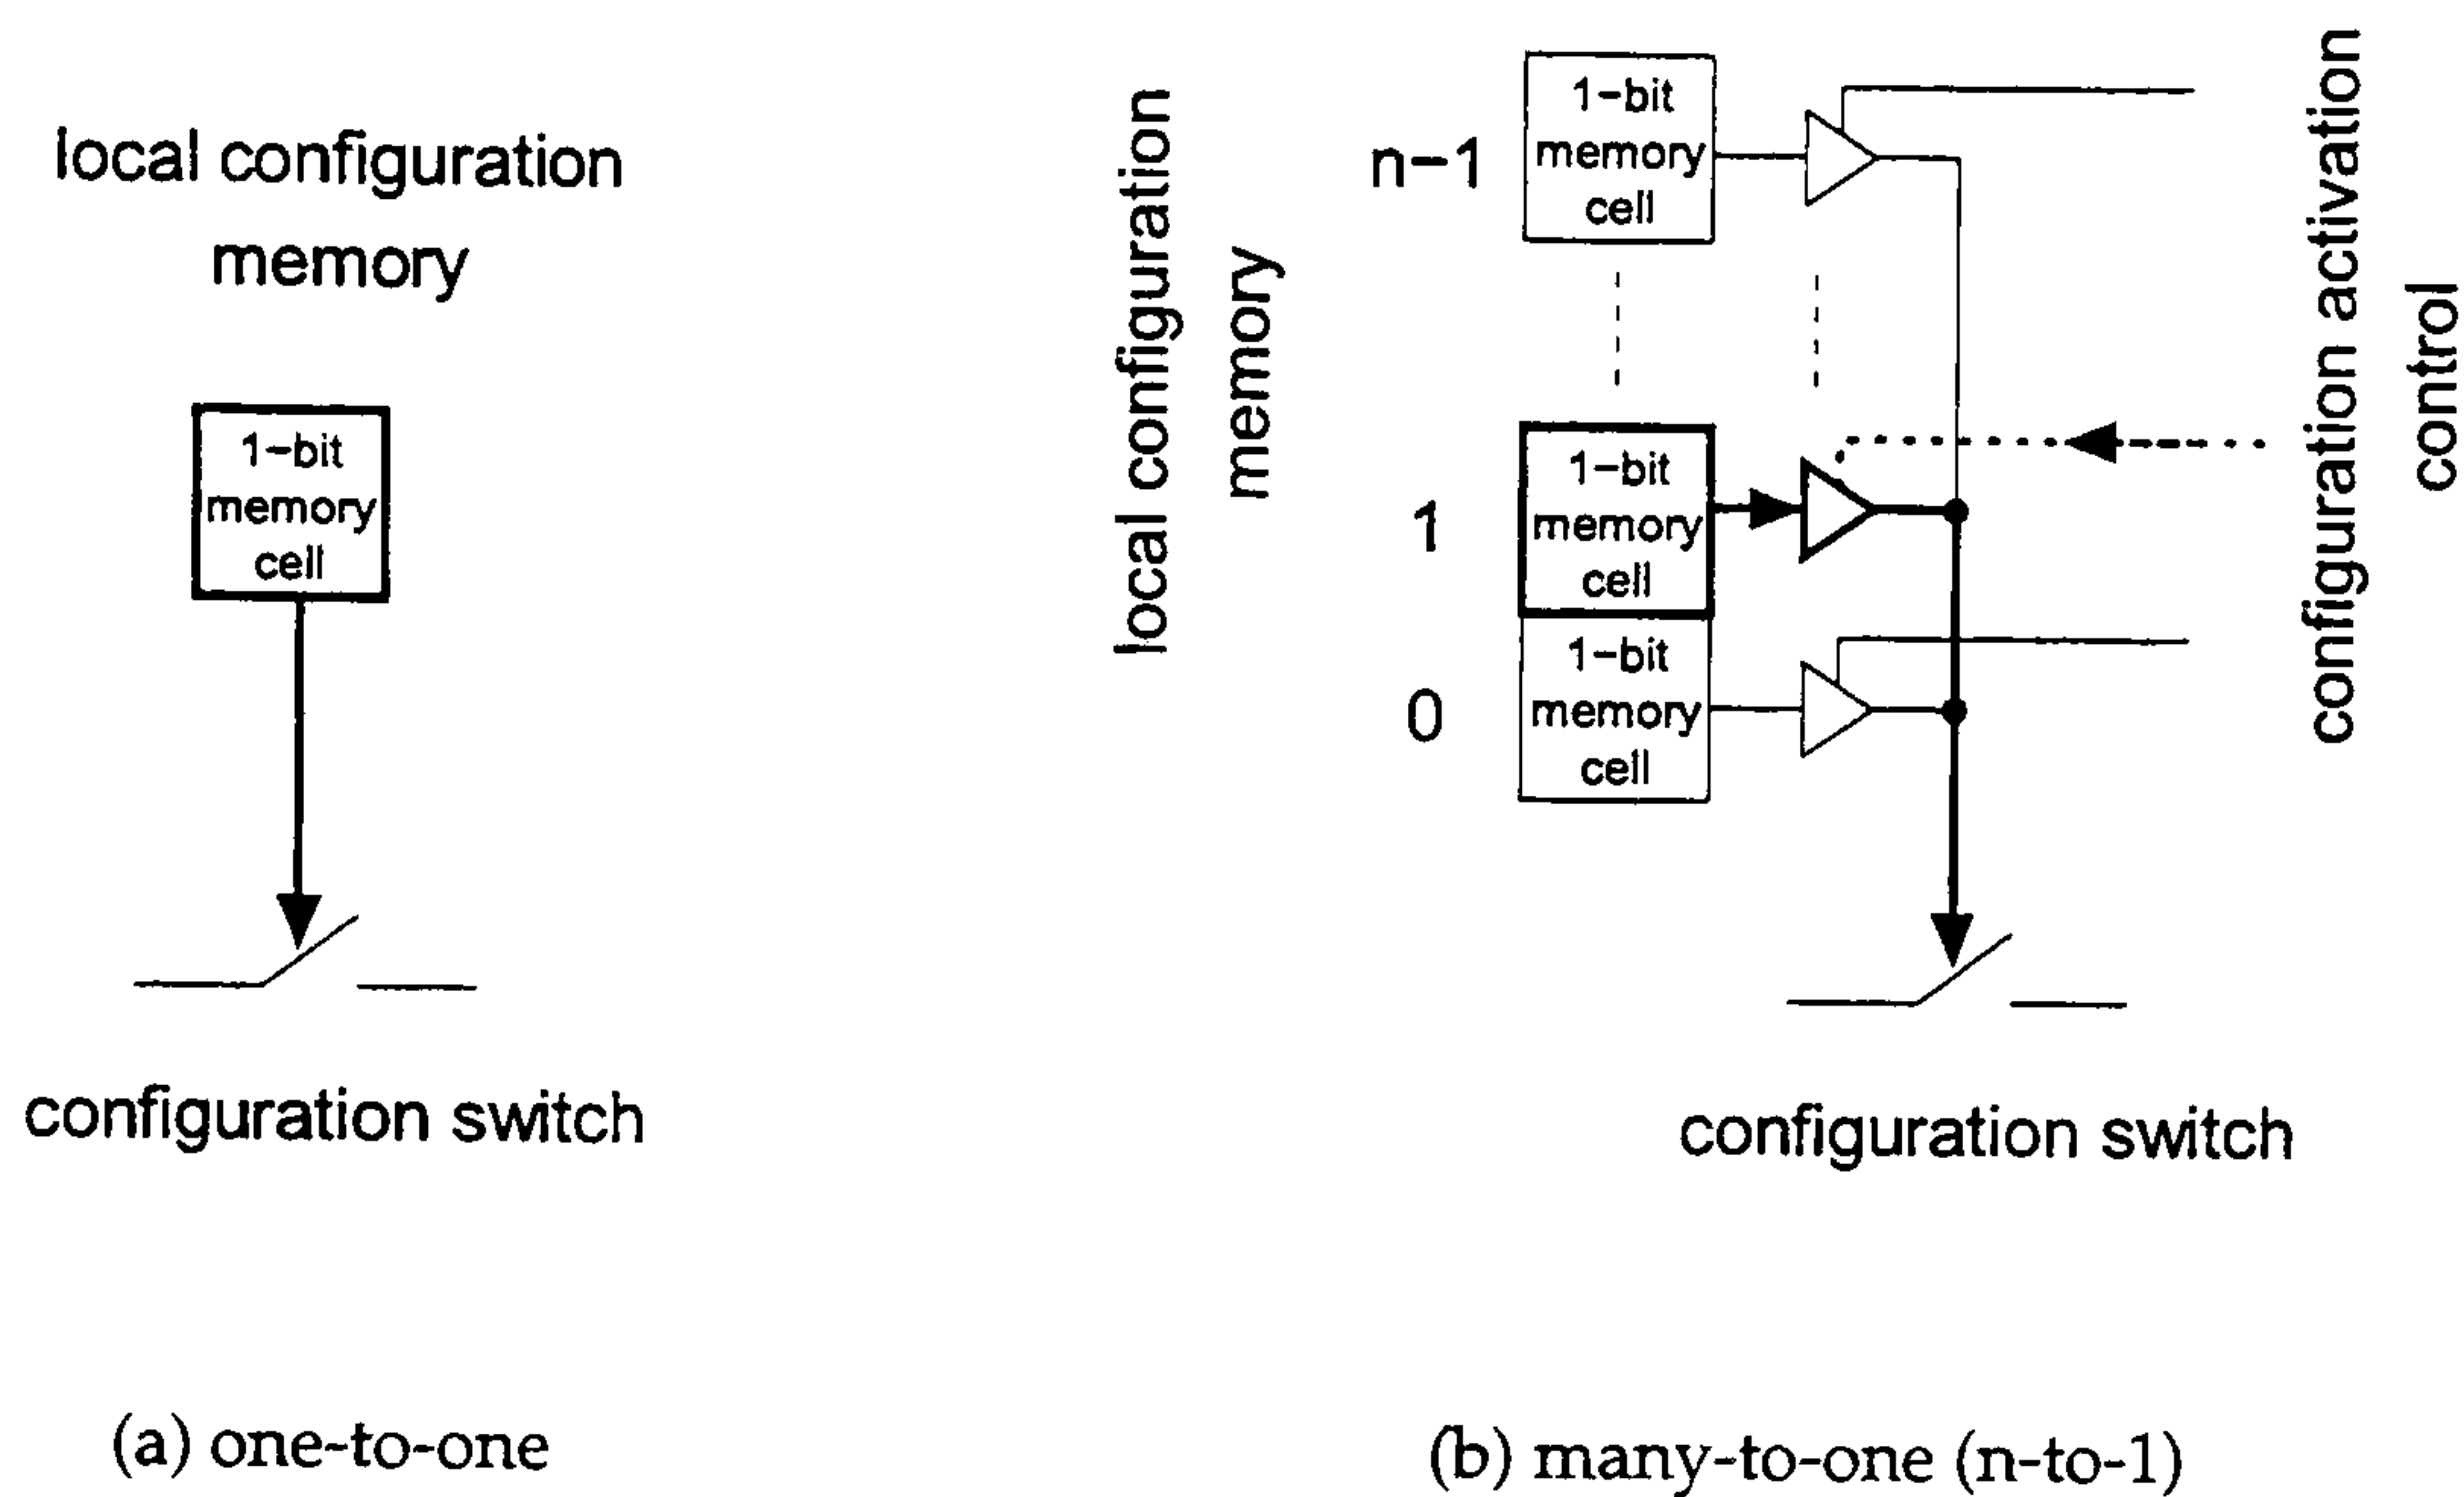 local configuration
memory
1-bit
memory
cell
configuration switch
(a) one-to-one
local configuration
memory
n-1
1-bit
memory
cell
1
1-bit
memory
cell
0
1-bit
memory
cell
configuration activation
control
configuration switch
(b) many-to-one (n-to-1)